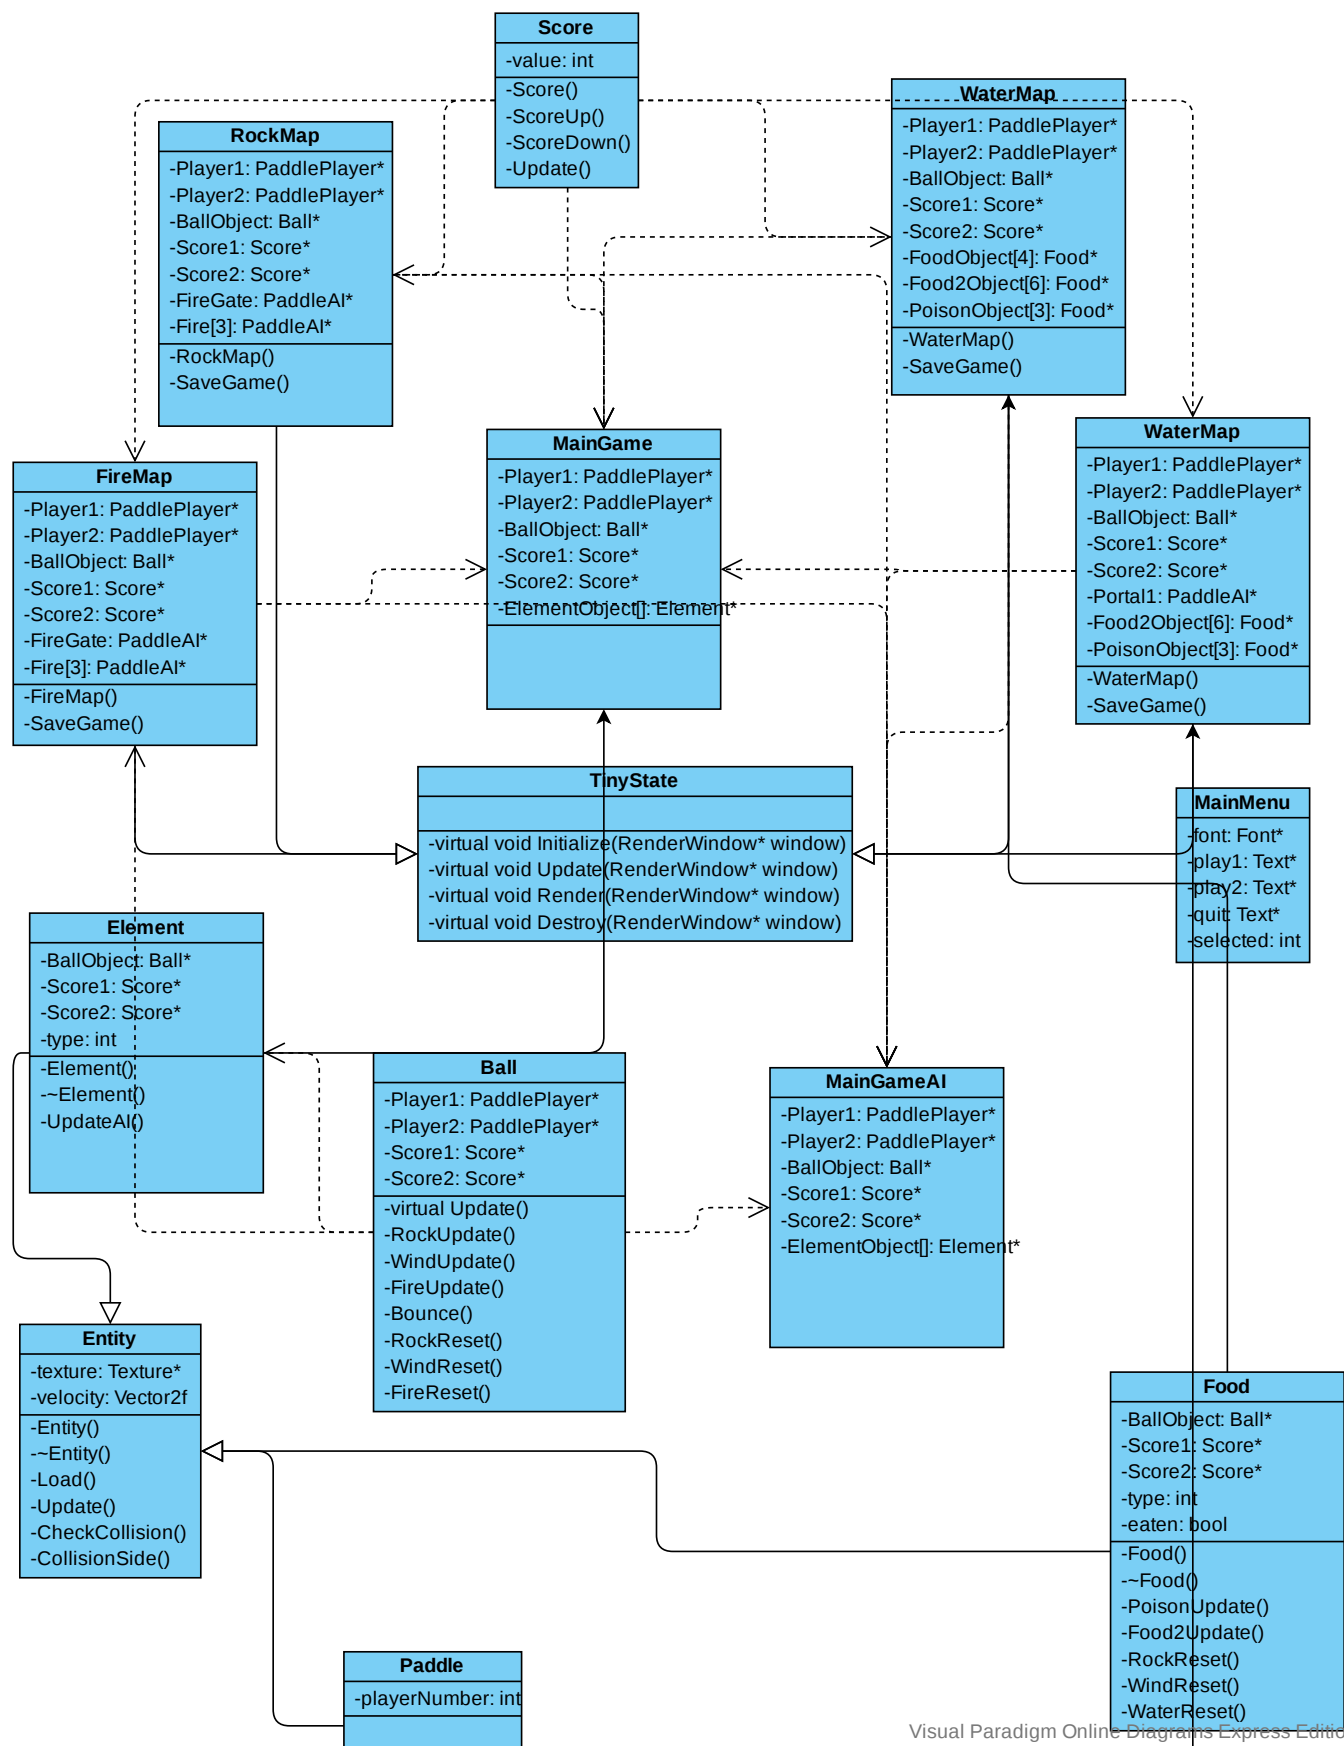 Score
-value: int
-Score()
-ScoreUp()
-ScoreDown()
-Update()
WaterMap
-Player1: PaddlePlayer*
-Player2: PaddlePlayer*
-BallObject: Ball*
-Score1: Score*
-Score2: Score*
-FoodObject[4]: Food*
-Food2Object[6]: Food*
-PoisonObject[3]: Food*
-WaterMap()
-SaveGame()
RockMap
-Player1: PaddlePlayer*
-Player2: PaddlePlayer*
-BallObject: Ball*
-Score1: Score*
-Score2: Score*
-FireGate: PaddleAI*
-Fire[3]: PaddleAI*
-RockMap()
-SaveGame()
MainGame
-Player1: PaddlePlayer*
-Player2: PaddlePlayer*
-BallObject: Ball*
-Score1: Score*
-Score2: Score*
-ElementObject[]: Element*
WaterMap
-Player1: PaddlePlayer*
-Player2: PaddlePlayer*
-BallObject: Ball*
-Score1: Score*
-Score2: Score*
-Portal1: PaddleAI*
-Food2Object[6]: Food*
-PoisonObject[3]: Food*
-WaterMap()
-SaveGame()
FireMap
-Player1: PaddlePlayer*
-Player2: PaddlePlayer*
-BallObject: Ball*
-Score1: Score*
-Score2: Score*
-FireGate: PaddleAI*
-Fire[3]: PaddleAI*
-FireMap()
-SaveGame()
TinyState
-virtual void Initialize(RenderWindow* window)
-virtual void Update(RenderWindow* window)
-virtual void Render(RenderWindow* window)
-virtual void Destroy(RenderWindow* window)
MainMenu
-font: Font*
-play1: Text*
-play2: Text*
-quit: Text*
-selected: int
Element
-BallObject: Ball*
-Score1: Score*
-Score2: Score*
-type: int
-Element()
-~Element()
-UpdateAI()
Ball
-Player1: PaddlePlayer*
-Player2: PaddlePlayer*
-Score1: Score*
-Score2: Score*
-virtual Update()
-RockUpdate()
-WindUpdate()
-FireUpdate()
-Bounce()
-RockReset()
-WindReset()
-FireReset()
MainGameAI
-Player1: PaddlePlayer*
-Player2: PaddlePlayer*
-BallObject: Ball*
-Score1: Score*
-Score2: Score*
-ElementObject[]: Element*
Entity
-texture: Texture*
-velocity: Vector2f
-Entity()
-~Entity()
-Load()
-Update()
-CheckCollision()
-CollisionSide()
Food
-BallObject: Ball*
-Score1: Score*
-Score2: Score*
-type: int
-eaten: bool
-Food()
-~Food()
-PoisonUpdate()
-Food2Update()
-RockReset()
-WindReset()
-WaterReset()
Paddle
-playerNumber: int
Visual Paradigm Online Diagrams Express Editio